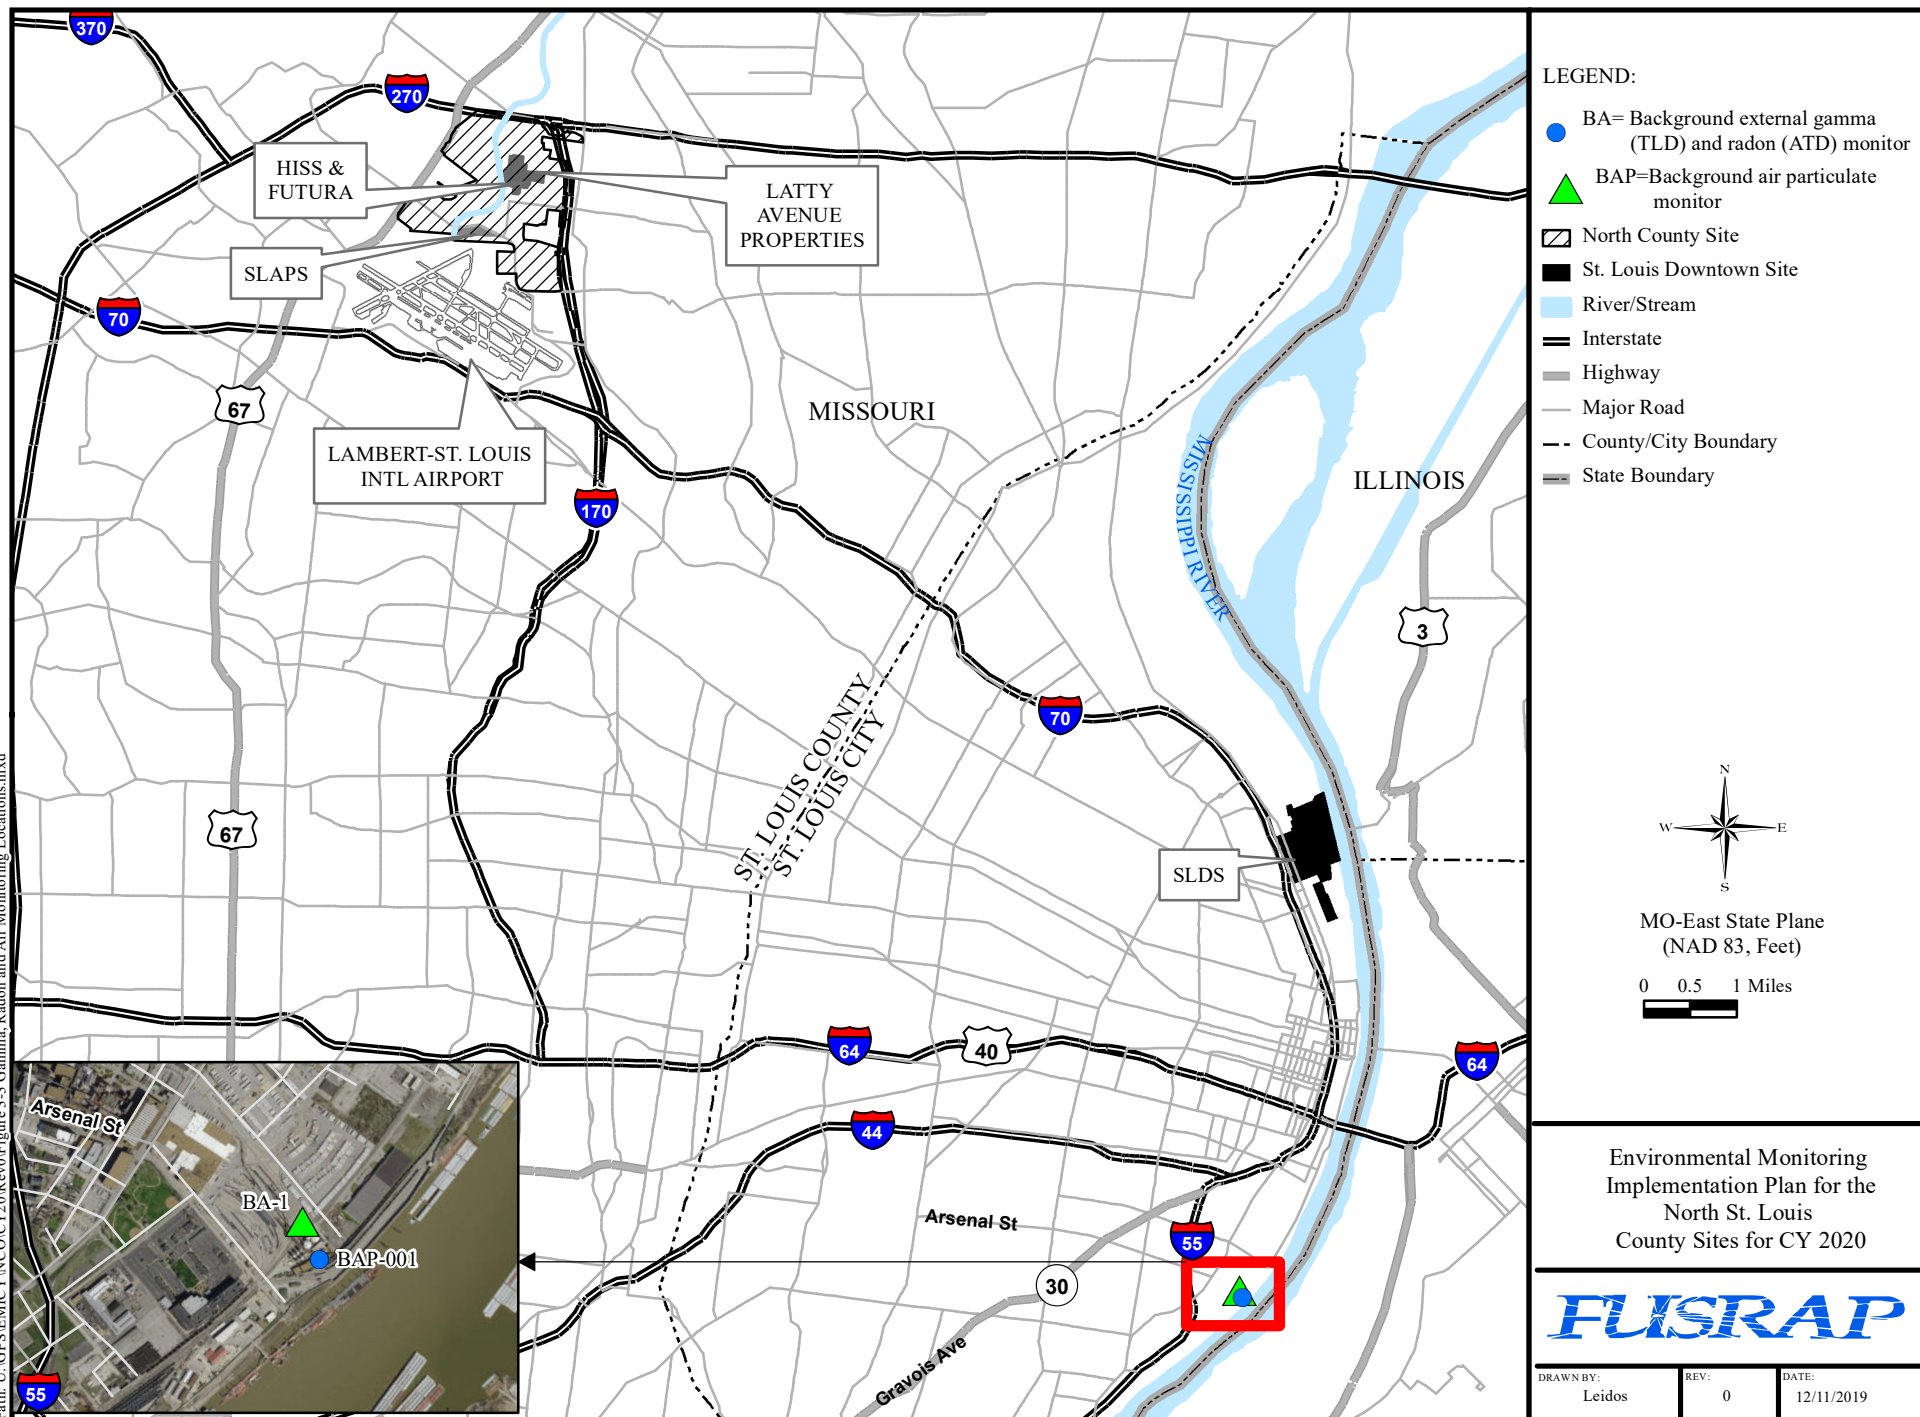 370
270
HISS &
FUTURA
LATTY
AVENUE
PROPERTIES
SLAPS
70
67
LAMBERT-ST. LOUIS
INTL AIRPORT
170
MISSOURI
ILLINOIS
MISSISSIPPI RIVER
3
70
ST. LOUIS COUNTY
ST. LOUIS CITY
67
SLDS
64
40
64
44
Arsenal St
55
30
Gravois Ave
Arsenal St
BA-1
BAP-001
55
LEGEND:
BA= Background external gamma
(TLD) and radon (ATD) monitor
BAP=Background air particulate
monitor
North County Site
St. Louis Downtown Site
River/Stream
Interstate
Highway
Major Road
County/City Boundary
State Boundary
N
W E
S
MO-East State Plane
(NAD 83, Feet)
0 0.5 1 Miles
Environmental Monitoring
Implementation Plan for the
North St. Louis
County Sites for CY 2020
FUSRAP
DRAWN BY:
Leidos
REV:
0
DATE:
12/11/2019